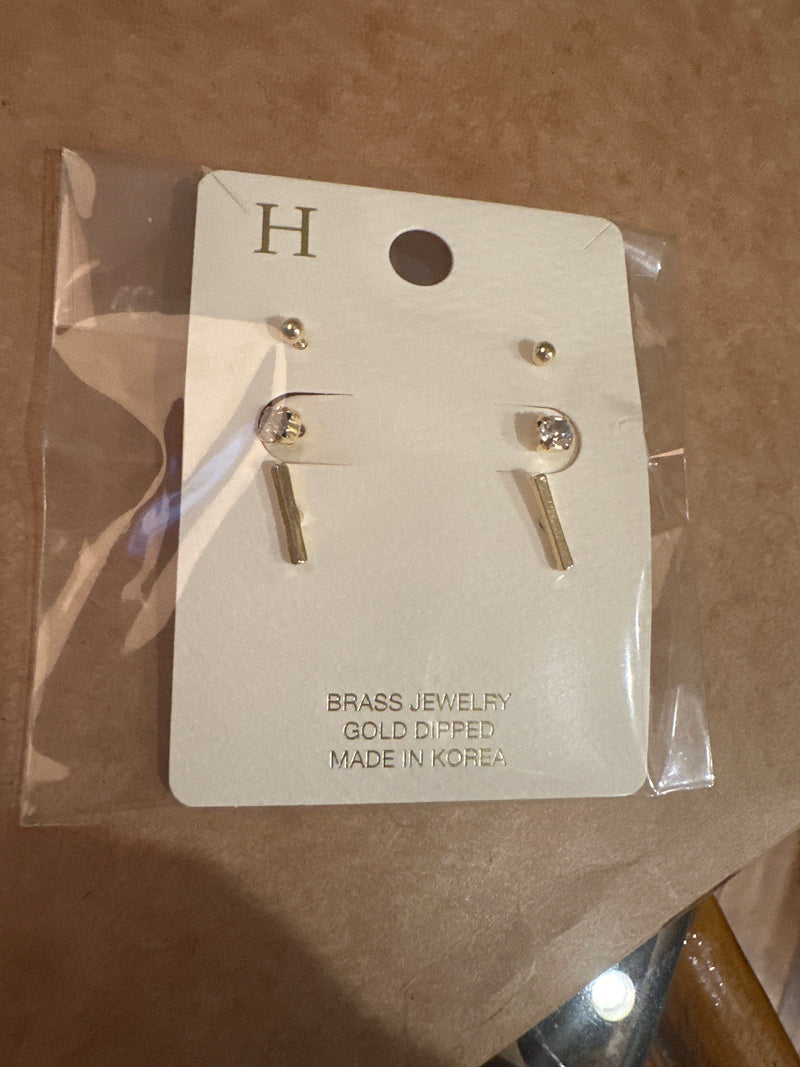 H
BRASS JEWELRY
GOLD DIPPED
MADE IN KOREA